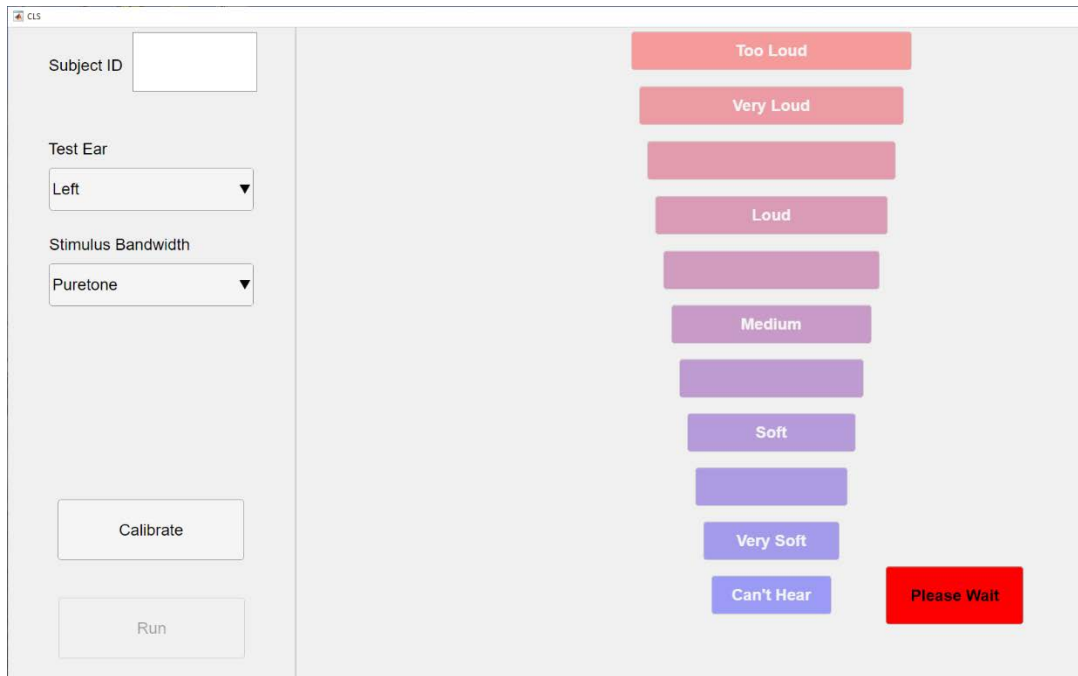 CLS
Subject ID
Test Ear
Left
Stimulus Bandwidth
Puretone
Calibrate
Run
Too Loud
Very Loud
Loud
Medium
Soft
Very Soft
Can't Hear
Please Wait